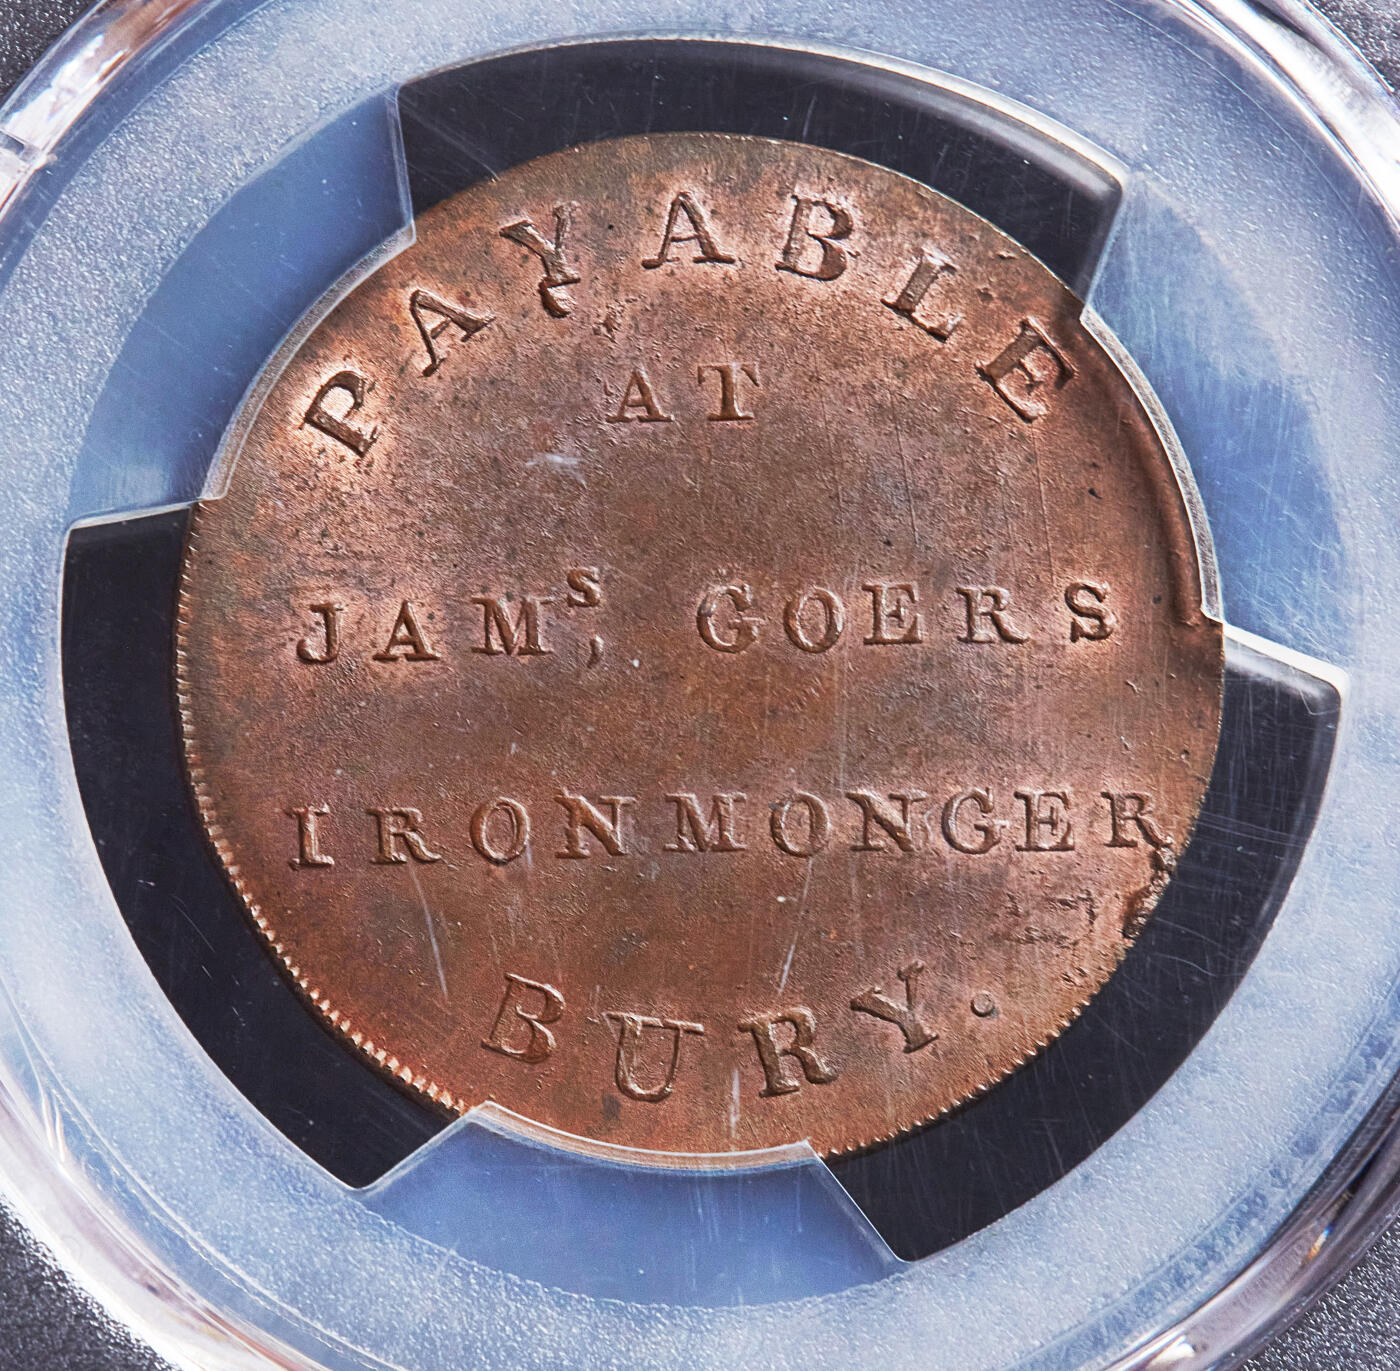 PAYABLE
AT
JAMˢ, GOERS
IRONMONGER
BURY.